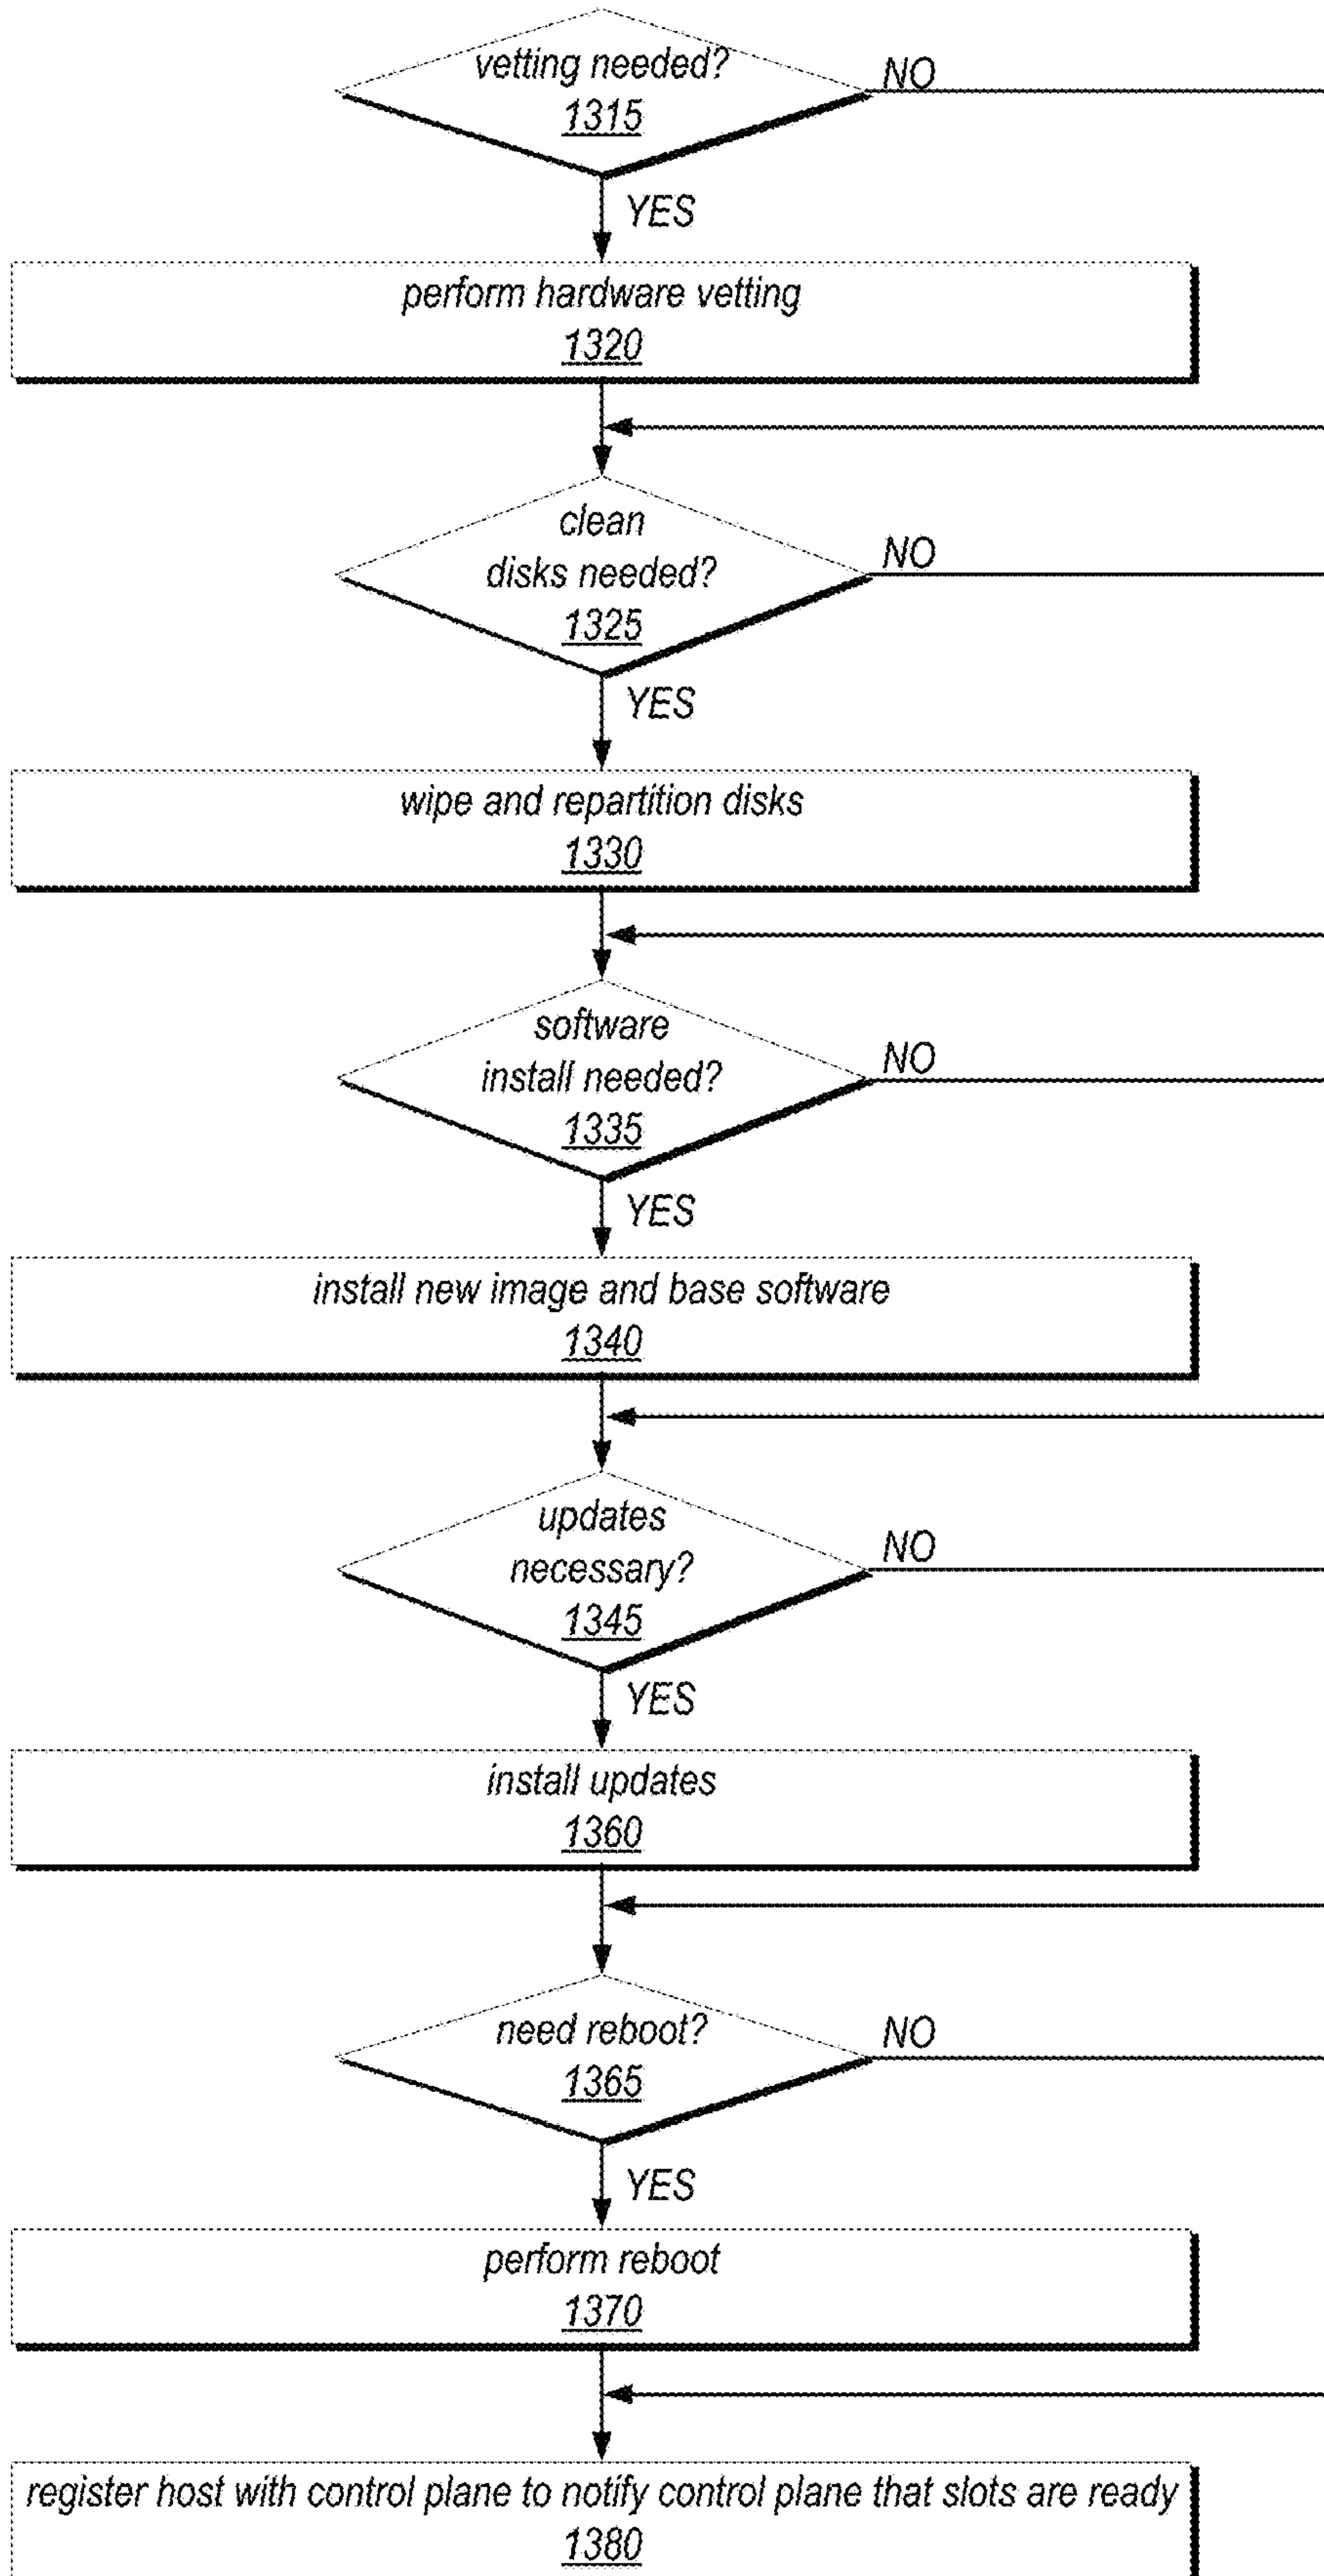 vetting needed?
1315
NO
YES
perform hardware vetting
1320
clean
disks needed?
1325
NO
YES
wipe and repartition disks
1330
software
install needed?
1335
NO
YES
install new image and base software
1340
updates
necessary?
1345
NO
YES
install updates
1360
need reboot?
1365
NO
YES
perform reboot
1370
register host with control plane to notify control plane that slots are ready
1380